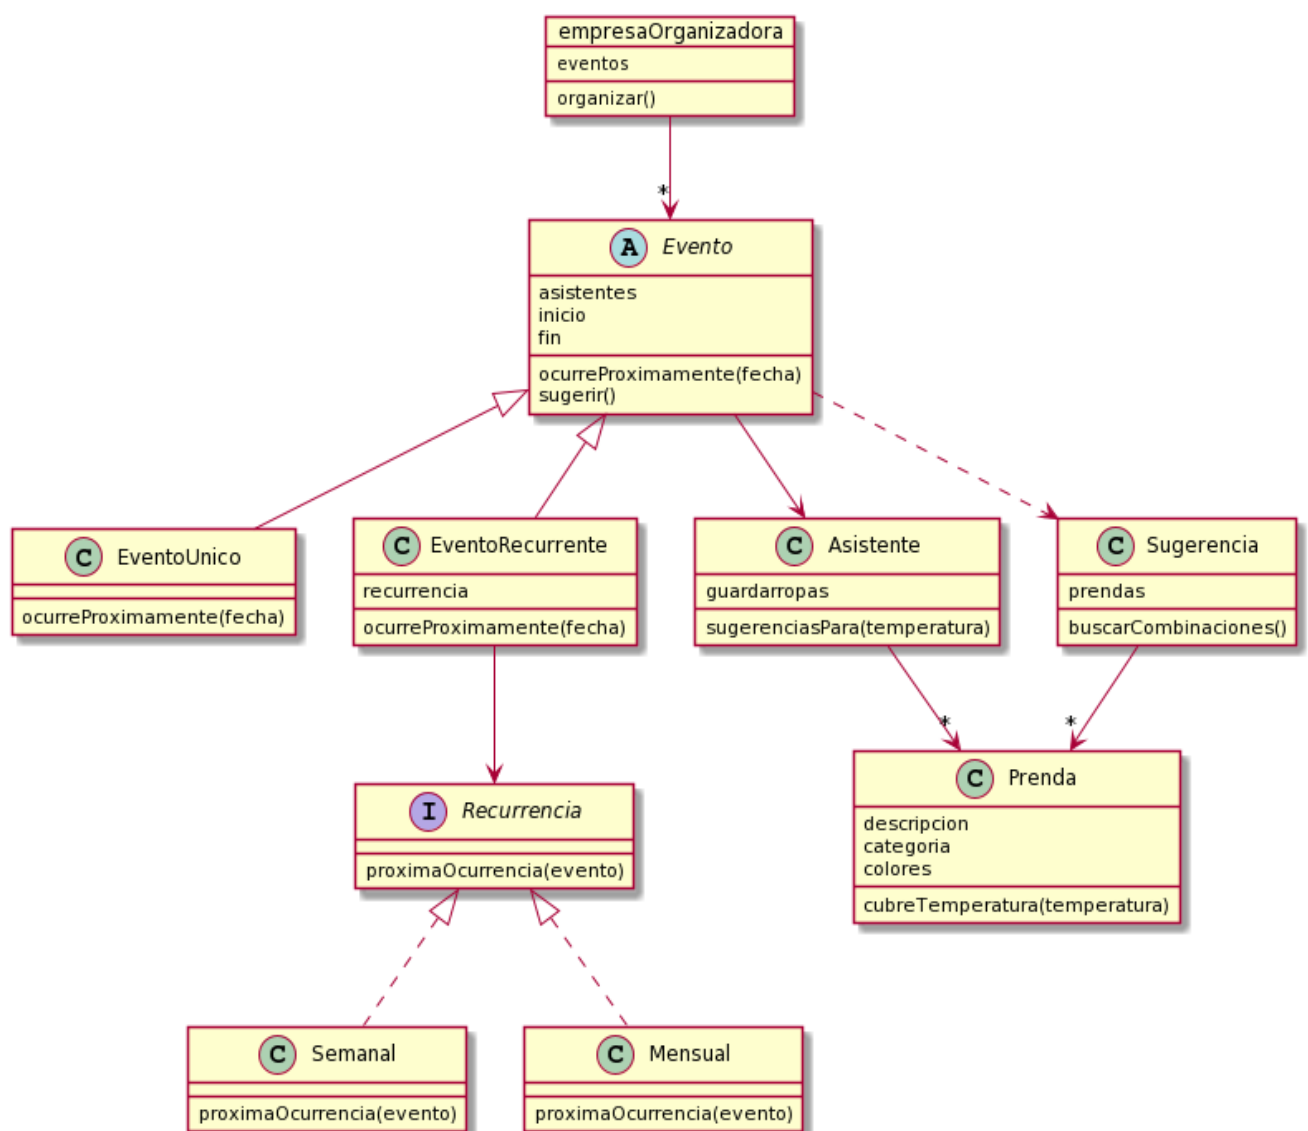 empresaOrganizadora
eventos
organizar()
*
A Evento
asistentes
inicio
fin
ocurreProximamente(fecha)
sugerir()
C EventoUnico
ocurreProximamente(fecha)
C EventoRecurrente
recurrencia
ocurreProximamente(fecha)
C Asistente
guardarropas
sugerenciasPara(temperatura)
C Sugerencia
prendas
buscarCombinaciones()
*
*
I Recurrencia
proximaOcurrencia(evento)
C Prenda
descripcion
categoria
colores
cubreTemperatura(temperatura)
C Semanal
proximaOcurrencia(evento)
C Mensual
proximaOcurrencia(evento)